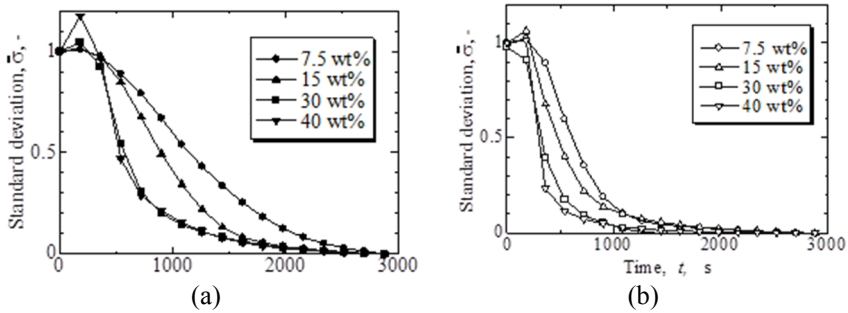 Standard deviation, σ̄, -
1
0.5
0
7.5 wt%
15 wt%
30 wt%
40 wt%
0 1000 2000 3000
(a)
Standard deviation, σ̄, -
1
0.5
0
7.5 wt%
15 wt%
30 wt%
40 wt%
0 1000 2000 3000
Time, t, s
(b)